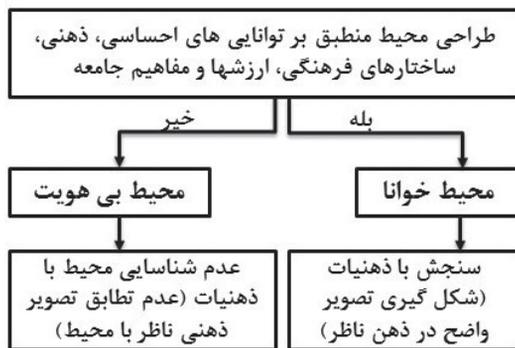 طراحی محیط منطبق بر توانایی های احساسی، ذهنی،
ساختارهای فرهنگی، ارزشها و مفاهیم جامعه
بله
خیر
محیط خوانا
محیط بی هویت
سنجش با ذهنیات
(شکل گیری تصویر
واضح در ذهن ناظر)
عدم شناسایی محیط با
ذهنیات (عدم تطابق تصویر
ذهنی ناظر با محیط)